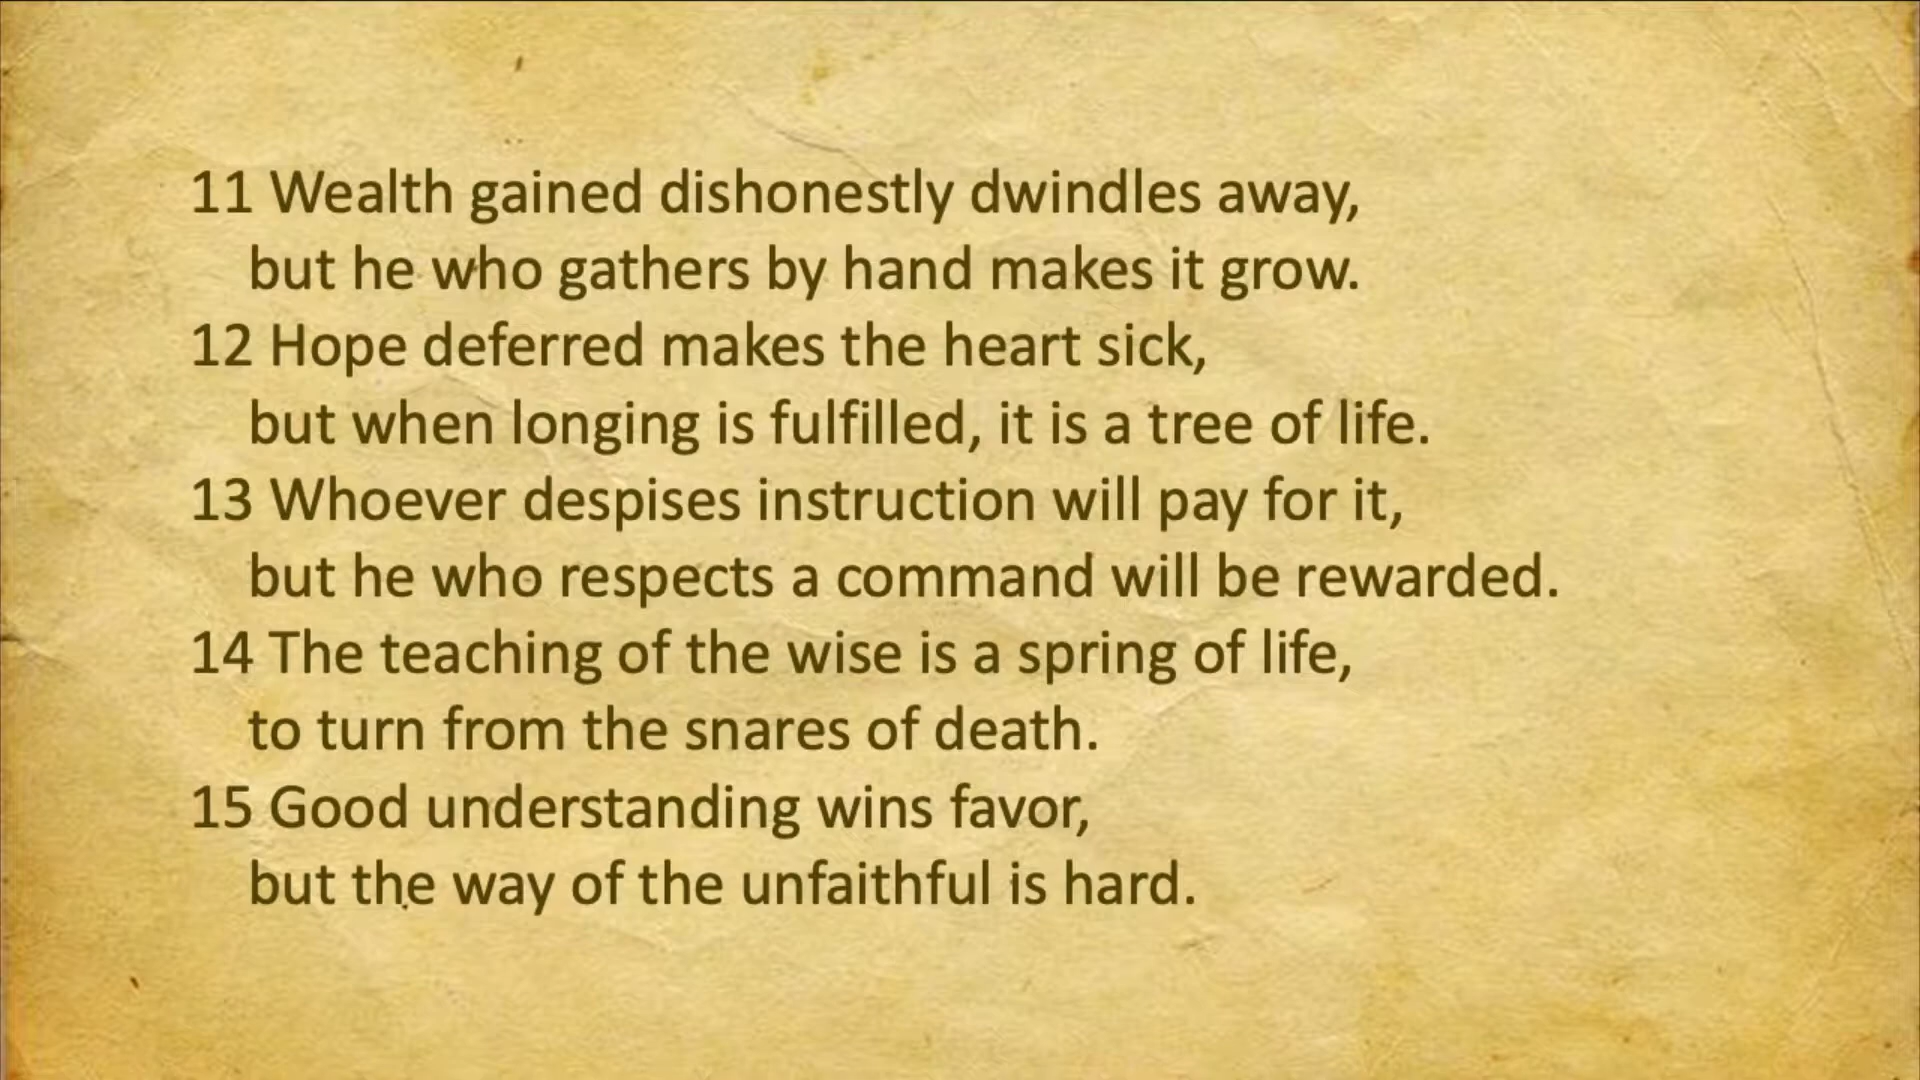 11 Wealth gained dishonestly dwindles away,
but he who gathers by hand makes it grow.
12 Hope deferred makes the heart sick,
but when longing is fulfilled, it is a tree of life.
13 Whoever despises instruction will pay for it,
but he who respects a command will be rewarded.
14 The teaching of the wise is a spring of life,
to turn from the snares of death.
15 Good understanding wins favor,
but the way of the unfaithful is hard.